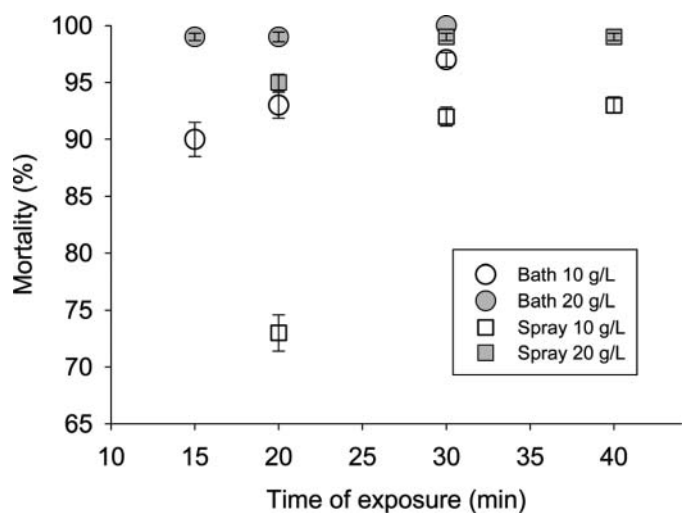 100
95
90
85
80
75
70
65
Mortality (%)
10
15
20
25
30
35
40
Time of exposure (min)
Bath 10 g/L
Bath 20 g/L
Spray 10 g/L
Spray 20 g/L